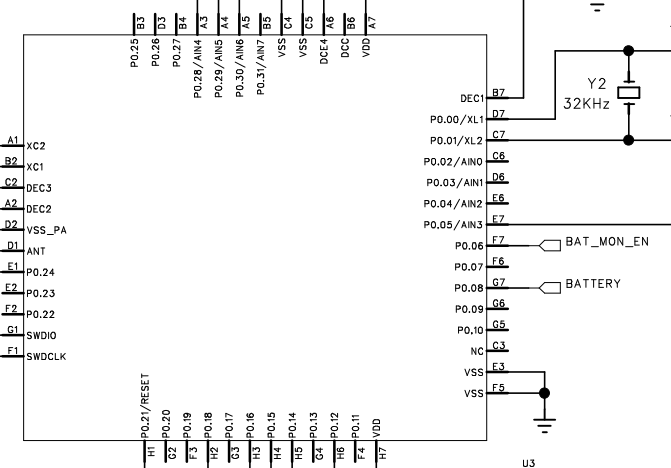 B3 D3 B4 A3 A4 A5 B5 C4 C5 A6 B6 A7
P0.25 P0.26 P0.27 P0.28/AIN4 P0.29/AIN5 P0.30/AIN6 P0.31/AIN7 VSS VSS DCE4 DCC VDD
Y2
32KHz
DEC1 B7
P0.00/XL1 D7
P0.01/XL2 C7
A1 XC2
P0.02/AIN0 C6
B2 XC1
P0.03/AIN1 D6
C2 DEC3
P0.04/AIN2 E6
A2 DEC2
P0.05/AIN3 E7
D2 VSS_PA
P0.06 F7 BAT_MON_EN
D1 ANT
P0.07 F6
E1 P0.24
P0.08 G7 BATTERY
E2 P0.23
P0.09 G6
F2 P0.22
P0.10 G5
G1 SWDIO
NC C3
F1 SWDCLK
VSS E3
VSS F5
P0.21/RESET P0.20 P0.19 P0.18 P0.17 P0.16 P0.15 P0.14 P0.13 P0.12 P0.11 VDD
H1 G2 F3 H2 G3 H3 H4 H5 G4 H6 F4 H7
U3